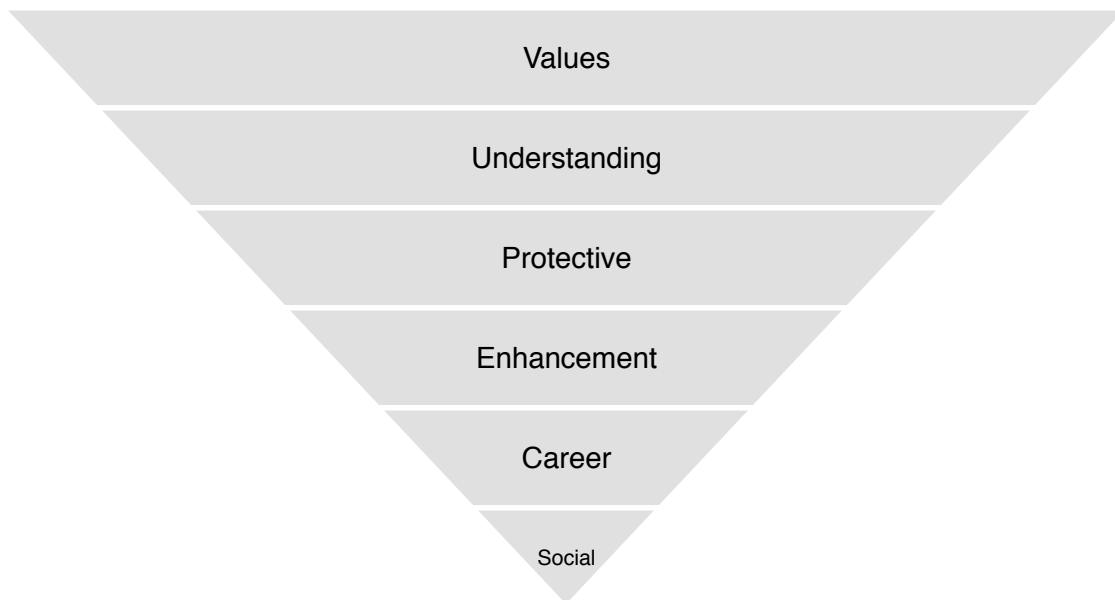 Values
Understanding
Protective
Enhancement
Career
Social